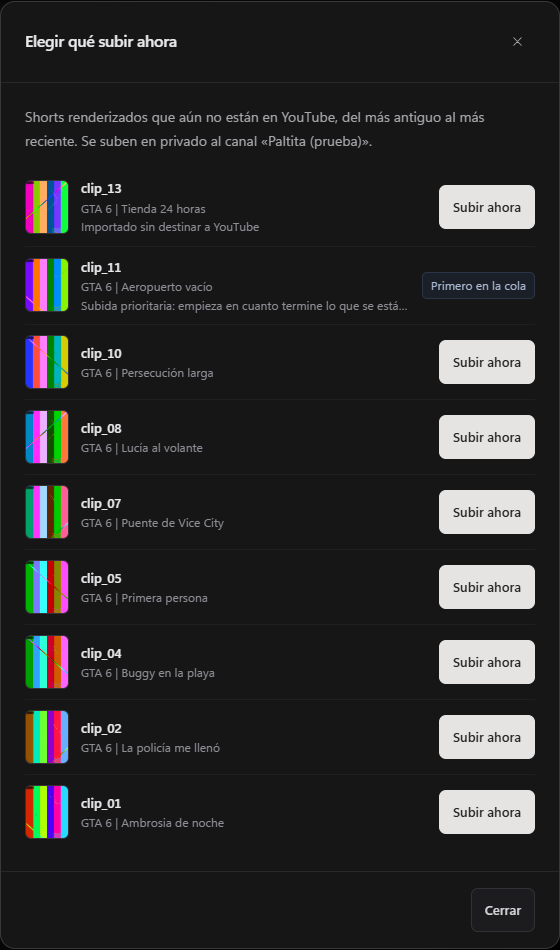 Elegir qué subir ahora
Shorts renderizados que aún no están en YouTube, del más antiguo al más
reciente. Se suben en privado al canal «Paltita (prueba)».
clip_13
GTA 6 | Tienda 24 horas
Importado sin destinar a YouTube
Subir ahora
clip_11
GTA 6 | Aeropuerto vacío
Subida prioritaria: empieza en cuanto termine lo que se está...
Primero en la cola
clip_10
GTA 6 | Persecución larga
Subir ahora
clip_08
GTA 6 | Lucía al volante
Subir ahora
clip_07
GTA 6 | Puente de Vice City
Subir ahora
clip_05
GTA 6 | Primera persona
Subir ahora
clip_04
GTA 6 | Buggy en la playa
Subir ahora
clip_02
GTA 6 | La policía me llenó
Subir ahora
clip_01
GTA 6 | Ambrosia de noche
Subir ahora
Cerrar